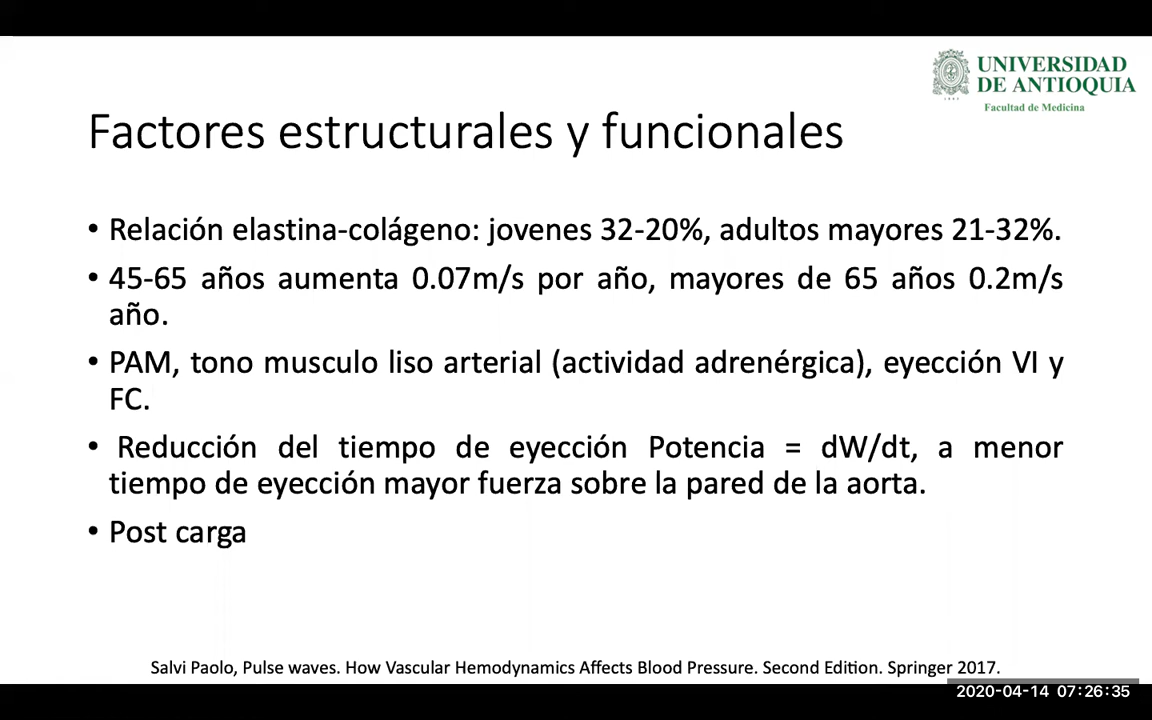 UNIVERSIDAD
DE ANTIOQUIA
Facultad de Medicina
1803
Factores estructurales y funcionales
• Relación elastina-colágeno: jovenes 32-20%, adultos mayores 21-32%.
• 45-65 años aumenta 0.07m/s por año, mayores de 65 años 0.2m/s
año.
• PAM, tono musculo liso arterial (actividad adrenérgica), eyección VI y
FC.
• Reducción del tiempo de eyección Potencia = dW/dt, a menor
tiempo de eyección mayor fuerza sobre la pared de la aorta.
• Post carga
Salvi Paolo, Pulse waves. How Vascular Hemodynamics Affects Blood Pressure. Second Edition. Springer 2017.
2020-04-14 07:26:35